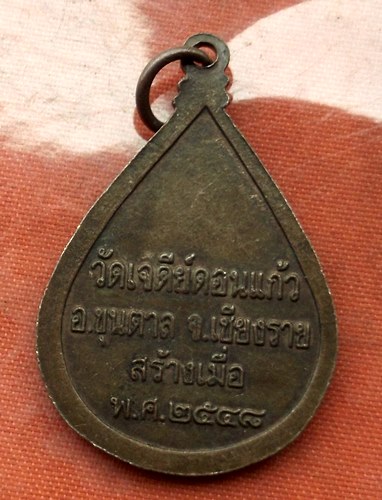 วัดเจดีย์ดอนแก้ว
อ.ขุนตาล จ.เชียงราย
สร้างเมื่อ
พ.ศ.๒๕๔๘